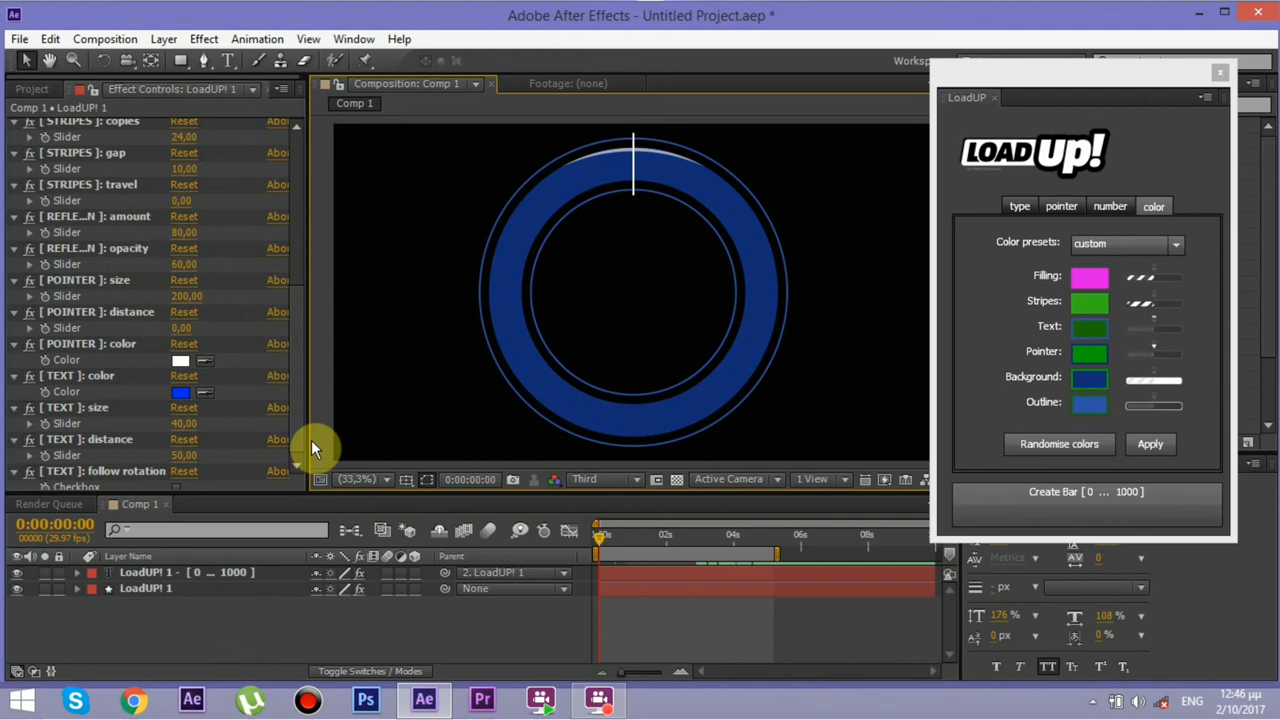 Adobe After Effects - Untitled Project.aep *
File Edit Composition Layer Effect Animation View Window Help
Project Effect Controls: LoadUP! 1
Composition: Comp 1 Footage: (none)
Comp 1 • LoadUP! 1
Comp 1
[ STRIPES ]: copies Reset
Slider 24,00
[ STRIPES ]: gap Reset
Slider 10,00
[ STRIPES ]: travel Reset
Slider 0,00
[ REFLE...N ]: amount Reset
Slider 80,00
[ REFLE...N ]: opacity Reset
Slider 60,00
[ POINTER ]: size Reset
Slider 200,00
[ POINTER ]: distance Reset
Slider 0,00
[ POINTER ]: color Reset
Color
[ TEXT ]: color Reset
Color
[ TEXT ]: size Reset
Slider 40,00
[ TEXT ]: distance Reset
Slider 50,00
[ TEXT ]: follow rotation Reset
Checkbox
(33,3%) 0:00:00:00 Third Active Camera 1 View
LoadUP
LOAD Up!
type pointer number color
Color presets: custom
Filling:
Stripes:
Text:
Pointer:
Background:
Outline:
Randomise colors Apply
Create Bar [ 0 ... 1000 ]
Render Queue Comp 1
0:00:00:00
00000 (29.97 fps)
02s 04s 06s 08s
Layer Name Parent
LoadUP! 1 - [ 0 ... 1000 ] 2. LoadUP! 1
LoadUP! 1 None
Toggle Switches / Modes
Metrics 0
- px
176 % 108 %
0 px 0 %
ΕΝG
12:46 μμ
2/10/2017